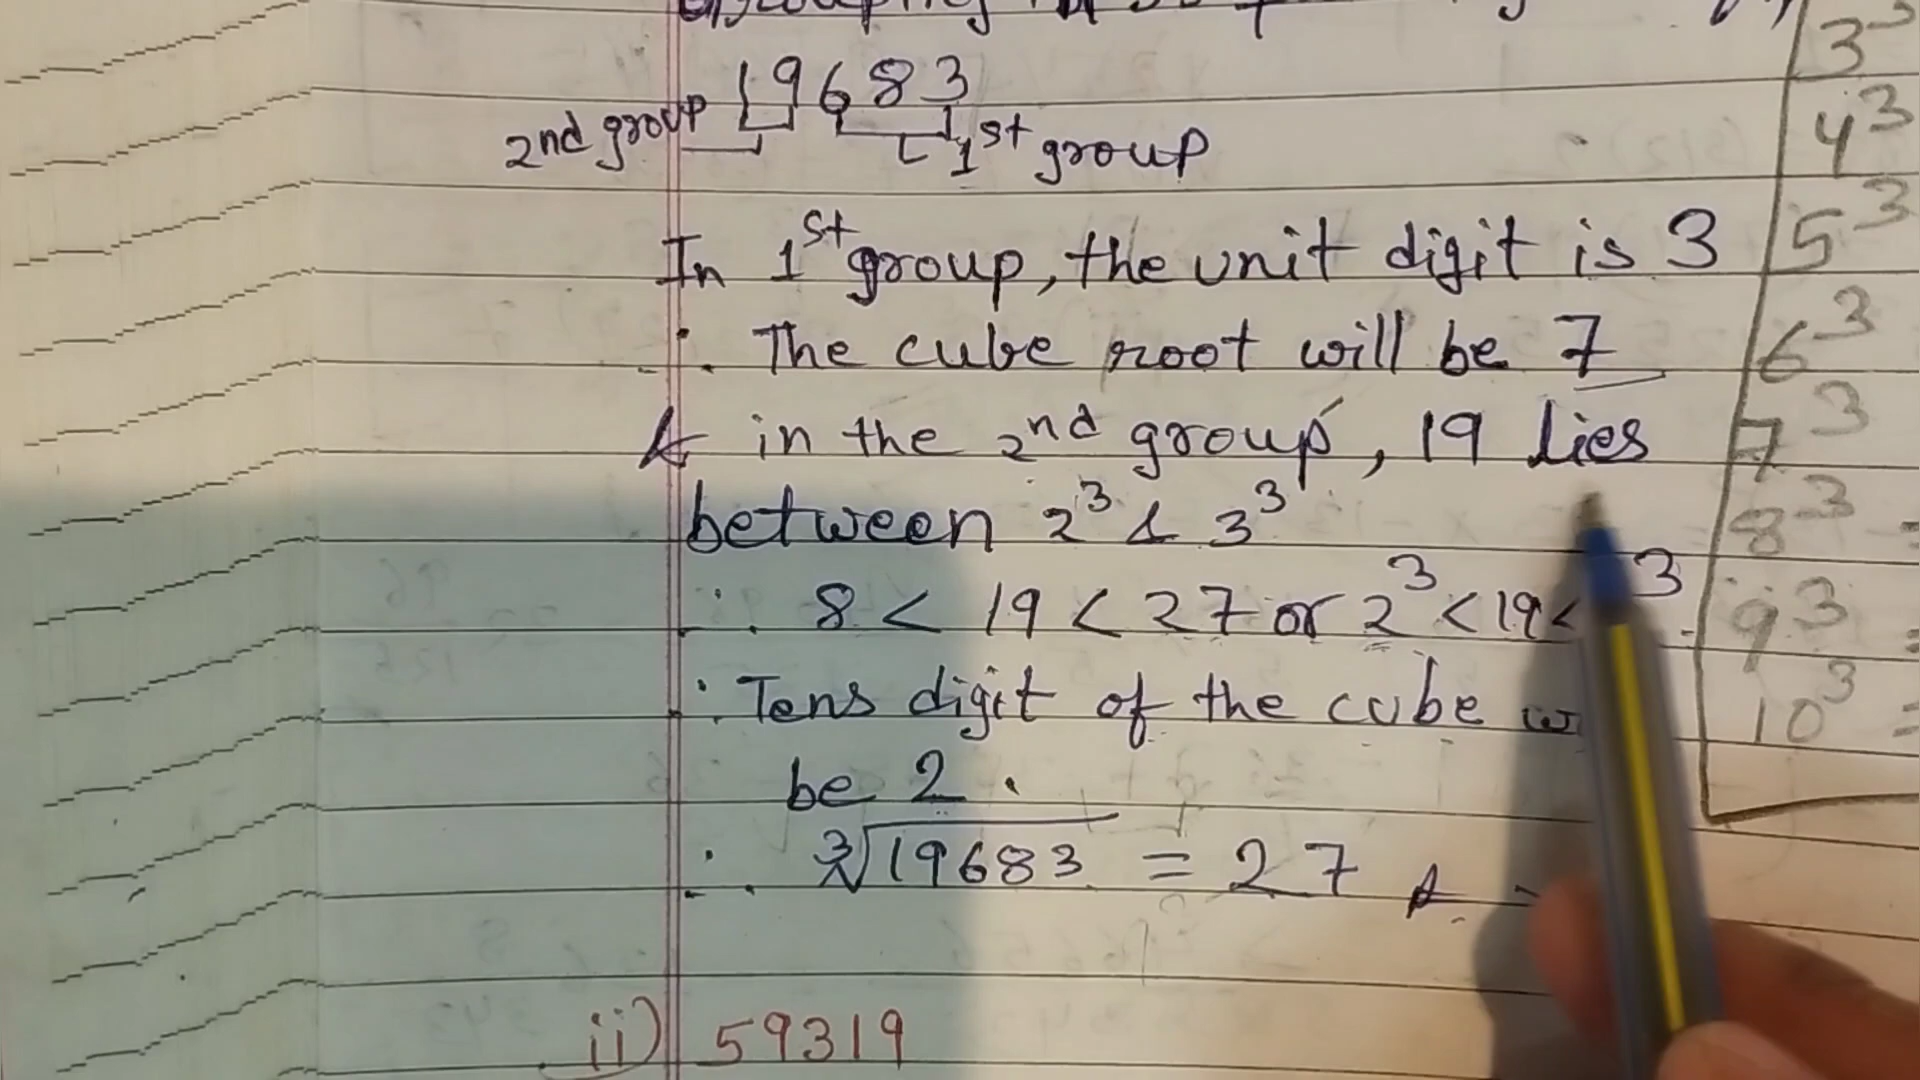 19683
2nd group
1st group
In 1st group, the unit digit is 3
∴ The cube root will be 7
& in the 2nd group, 19 lies
between 2³ & 3³
∴ 8 < 19 < 27 or 2³ < 19 < ³
∴ Tens digit of the cube w
be 2.
∴ ∛19683 = 27
ii) 59319
3³
4³
5³
6³
7³
8³ =
9³ =
10³ =